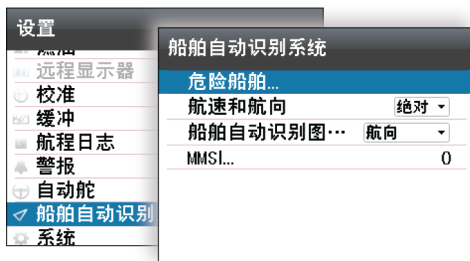 设置
燃油
远程显示器
校准
缓冲
航程日志
警报
自动舵
船舶自动识别
系统
船舶自动识别系统
危险船舶...
航速和航向 绝对
船舶自动识别图... 航向
MMSI... 0